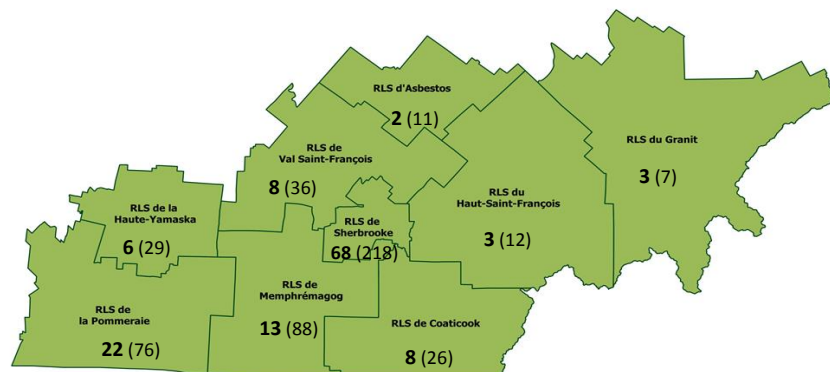 RLS d'Asbestos
2 (11)
RLS du Granit
3 (7)
RLS de
Val Saint-François
8 (36)
RLS du
Haut-Saint-François
3 (12)
RLS de la
Haute-Yamaska
6 (29)
RLS de
Sherbrooke
68 (218)
RLS de
Memphrémagog
13 (88)
RLS de
la Pommeraie
22 (76)
RLS de Coaticook
8 (26)